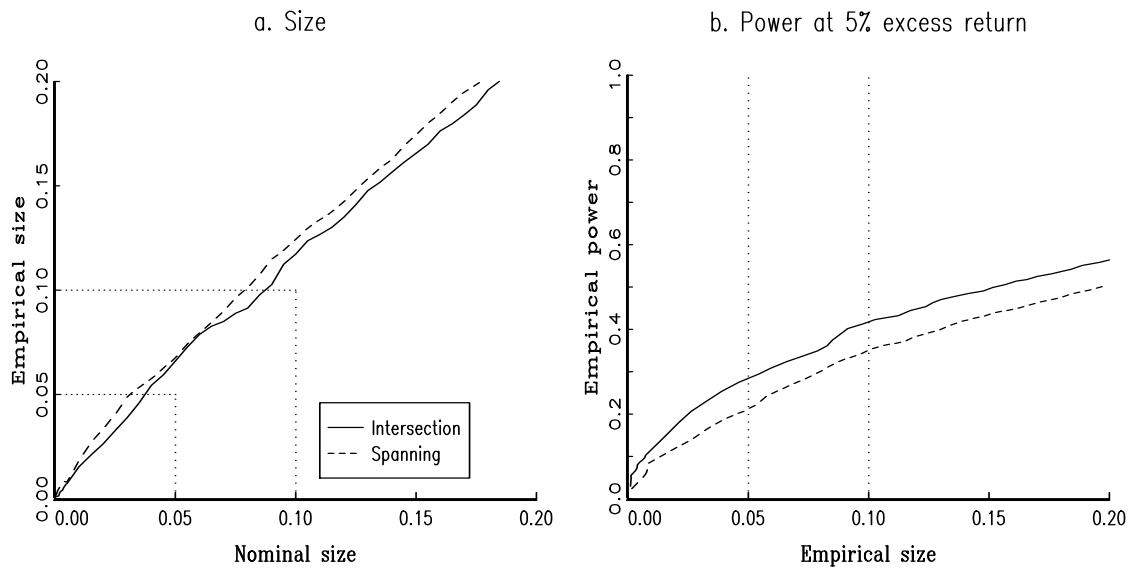 a. Size
Empirical size
0.00
0.05
0.10
0.15
0.20
0.00
0.05
0.10
0.15
0.20
Nominal size
Intersection
Spanning
b. Power at 5% excess return
Empirical power
0.0
0.2
0.4
0.6
0.8
1.0
0.00
0.05
0.10
0.15
0.20
Empirical size